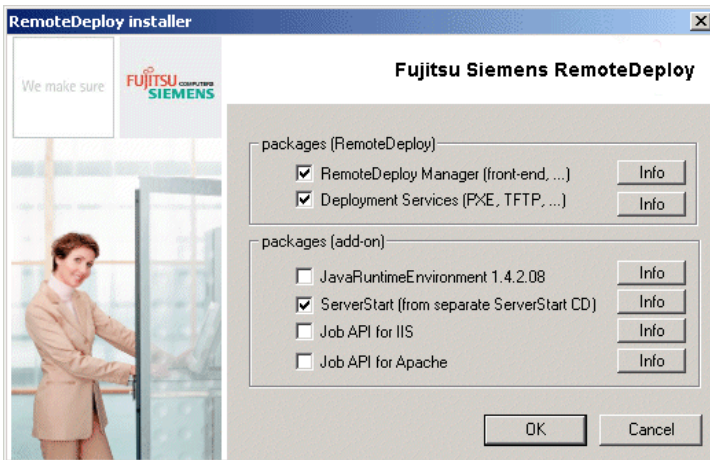 RemoteDeploy installer
We make sure
FUJITSU COMPUTERS
SIEMENS
Fujitsu Siemens RemoteDeploy
packages (RemoteDeploy)
RemoteDeploy Manager (front-end, ...) Info
Deployment Services (PXE, TFTP, ...) Info
packages (add-on)
JavaRuntimeEnvironment 1.4.2.08 Info
ServerStart (from separate ServerStart CD) Info
Job API for IIS Info
Job API for Apache Info
OK Cancel